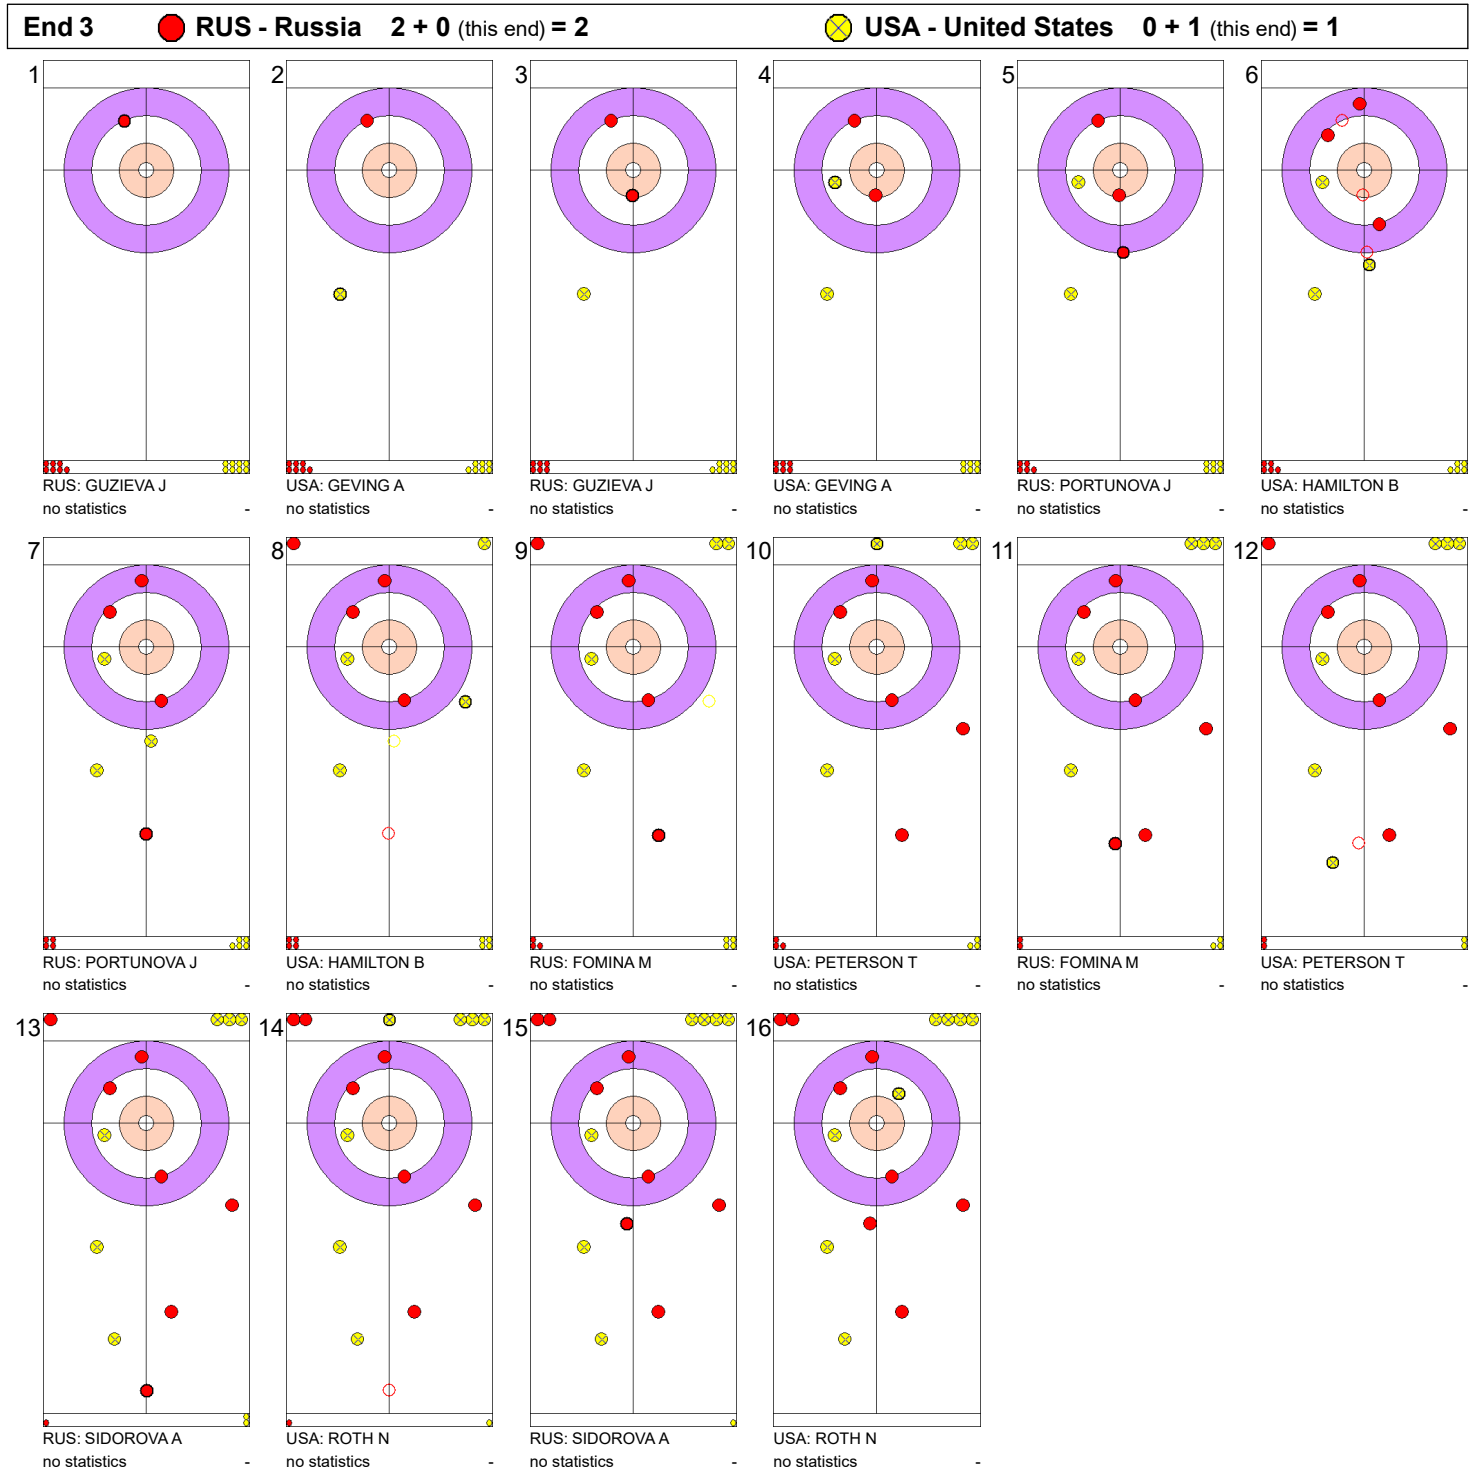 End 3 RUS - Russia 2 + 0 (this end) = 2 USA - United States 0 + 1 (this end) = 1
1 2 3 4 5 6
RUS: GUZIEVA J USA: GEVING A RUS: GUZIEVA J USA: GEVING A RUS: PORTUNOVA J USA: HAMILTON B
no statistics - no statistics - no statistics - no statistics - no statistics - no statistics -
7 8 9 10 11 12
RUS: PORTUNOVA J USA: HAMILTON B RUS: FOMINA M USA: PETERSON T RUS: FOMINA M USA: PETERSON T
no statistics - no statistics - no statistics - no statistics - no statistics - no statistics -
13 14 15 16
RUS: SIDOROVA A USA: ROTH N RUS: SIDOROVA A USA: ROTH N
no statistics - no statistics - no statistics - no statistics -